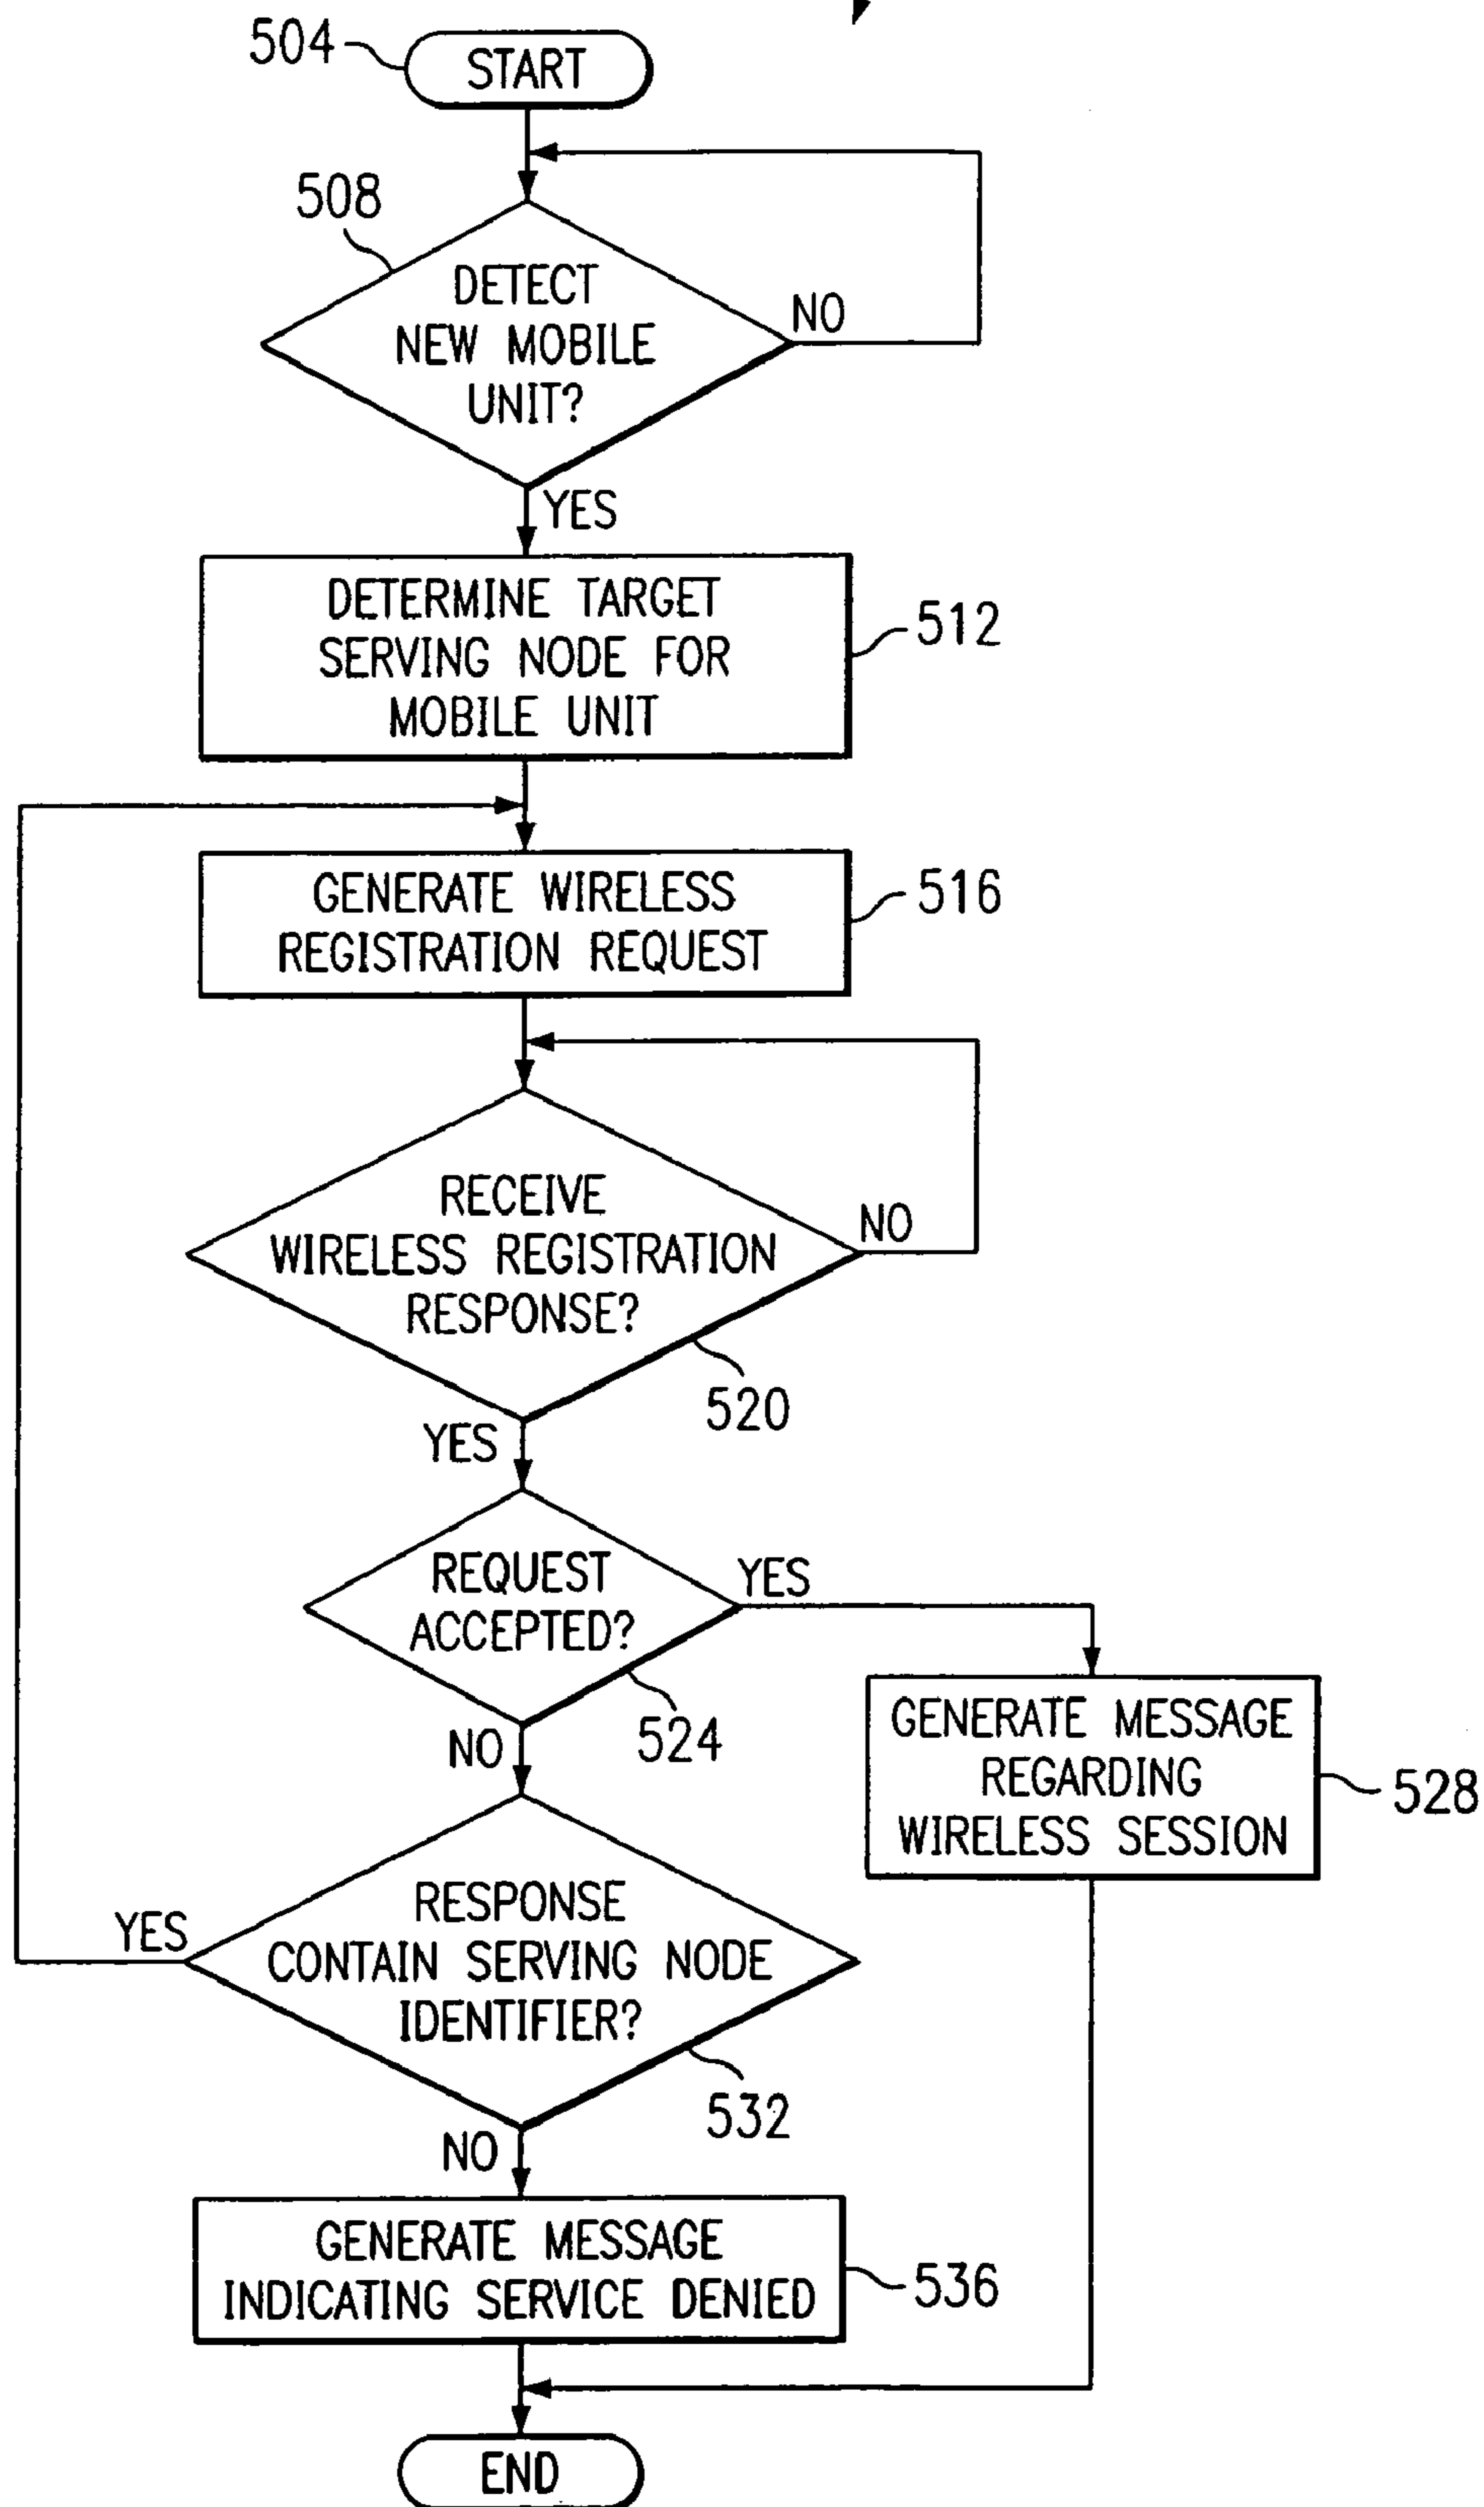 504
START
508
DETECT
NEW MOBILE
UNIT?
NO
YES
DETERMINE TARGET
SERVING NODE FOR
MOBILE UNIT
512
GENERATE WIRELESS
REGISTRATION REQUEST
516
RECEIVE
WIRELESS REGISTRATION
RESPONSE?
NO
520
YES
REQUEST
ACCEPTED?
YES
524
NO
GENERATE MESSAGE
REGARDING
WIRELESS SESSION
528
RESPONSE
CONTAIN SERVING NODE
IDENTIFIER?
YES
532
NO
GENERATE MESSAGE
INDICATING SERVICE DENIED
536
END